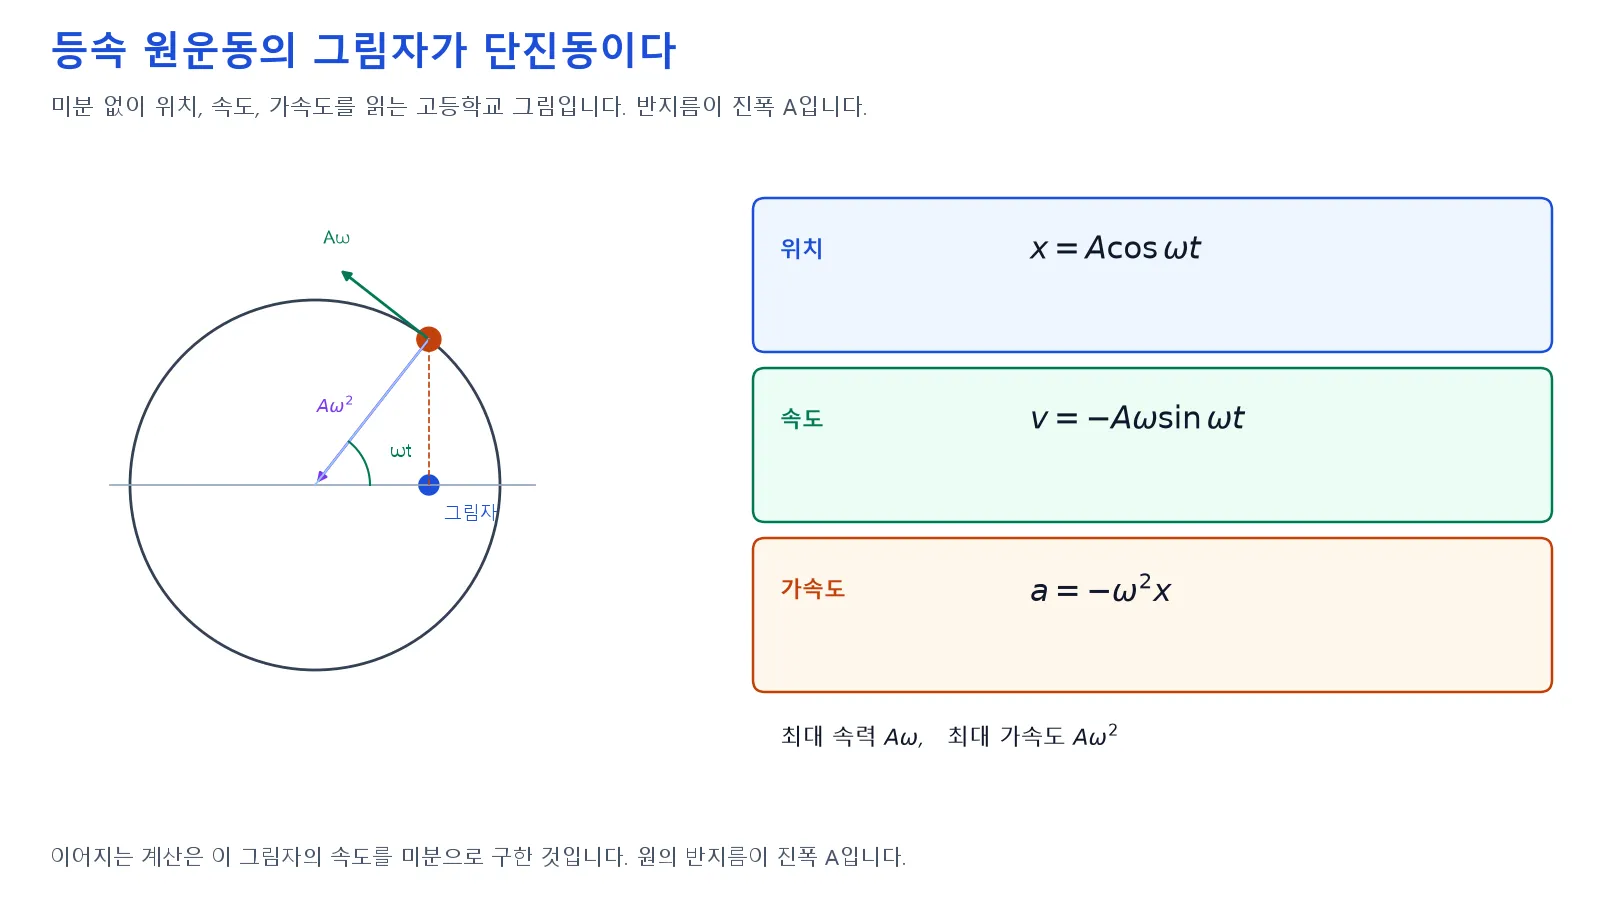 등속 원운동의 그림자가 단진동이다
미분 없이 위치, 속도, 가속도를 읽는 고등학교 그림입니다. 반지름이 진폭 A입니다.
Aω
Aω²
ωt
그림자
위치
x = A cos ωt
속도
v = −Aω sin ωt
가속도
a = −ω²x
최대 속력 Aω, 최대 가속도 Aω²
이어지는 계산은 이 그림자의 속도를 미분으로 구한 것입니다. 원의 반지름이 진폭 A입니다.